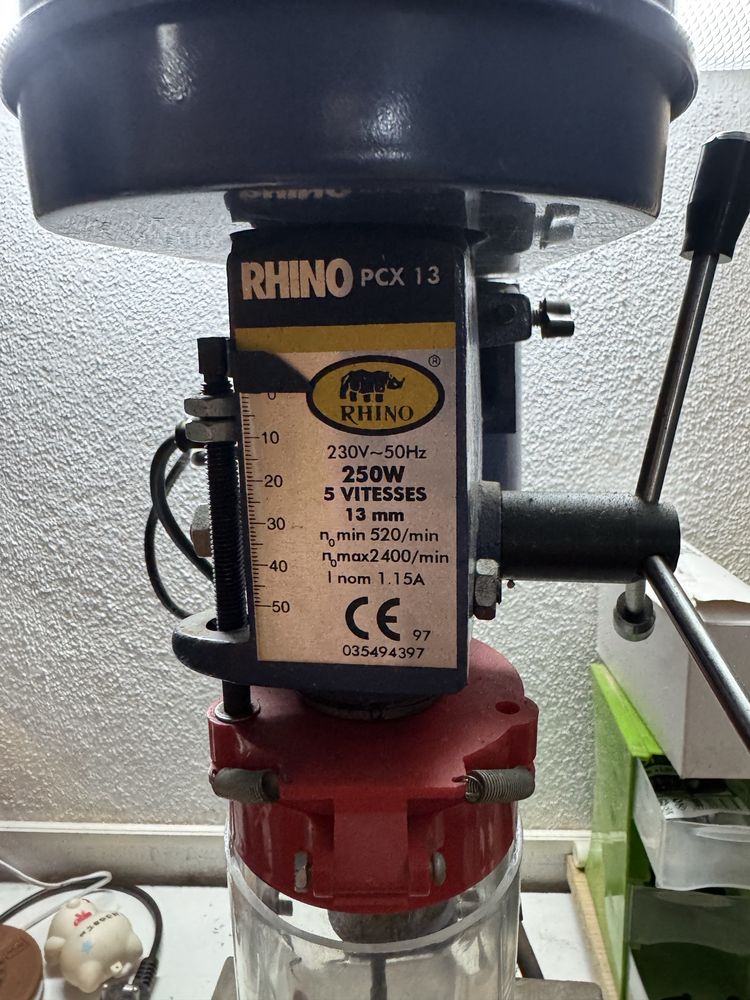 RHINO PCX 13
®
RHINO
0
10
20
30
40
50
230V~50Hz
250W
5 VITESSES
13 mm
n0min 520/min
n0max2400/min
I nom 1.15A
CE 97
035494397